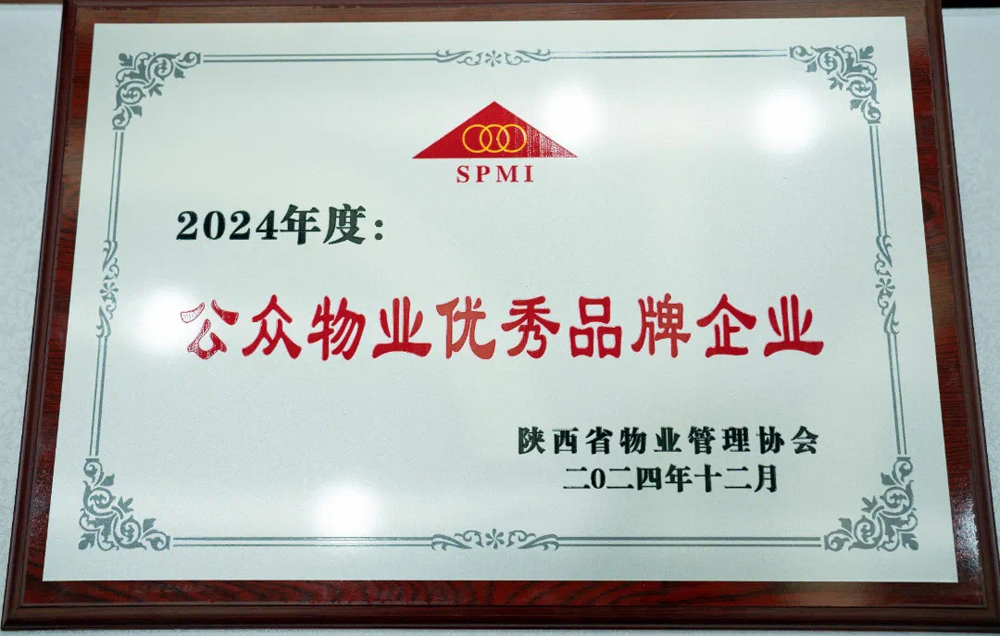 SPMI
2024年度：
公众物业优秀品牌企业
陕西省物业管理协会
二0二四年十二月